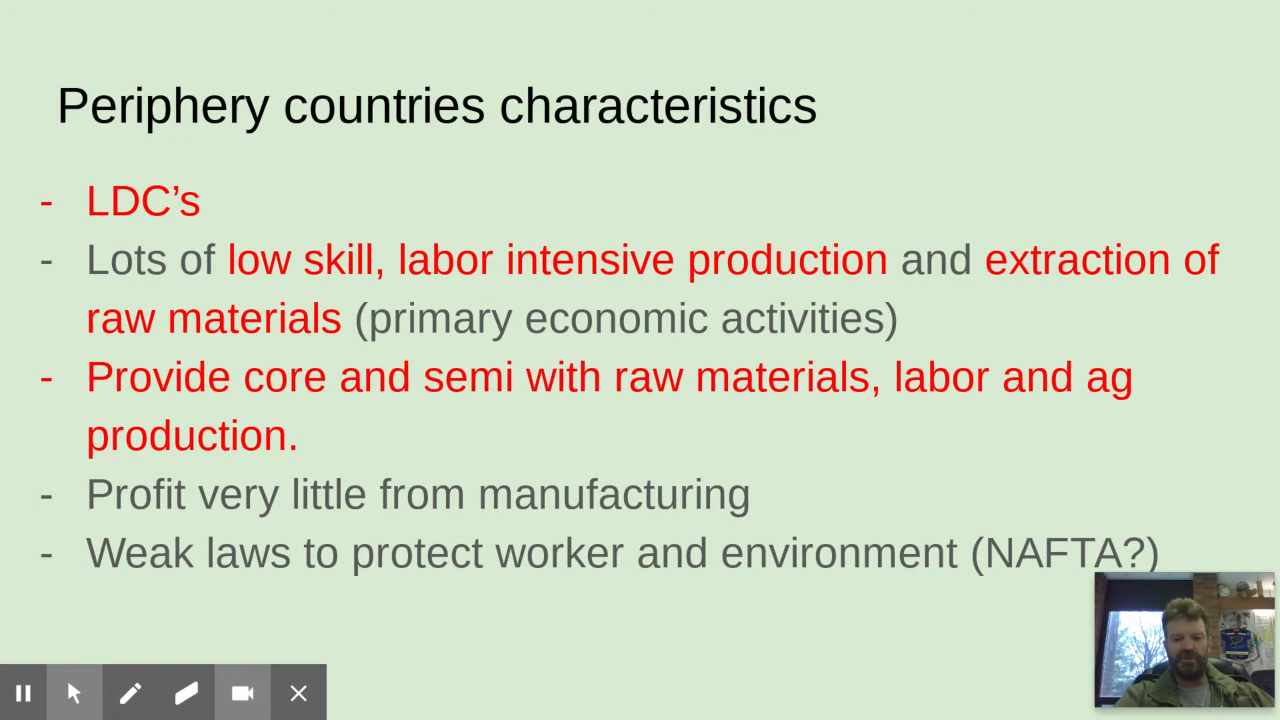 Periphery countries characteristics
- LDC’s
- Lots of low skill, labor intensive production and extraction of
raw materials (primary economic activities)
- Provide core and semi with raw materials, labor and ag
production.
- Profit very little from manufacturing
- Weak laws to protect worker and environment (NAFTA?)